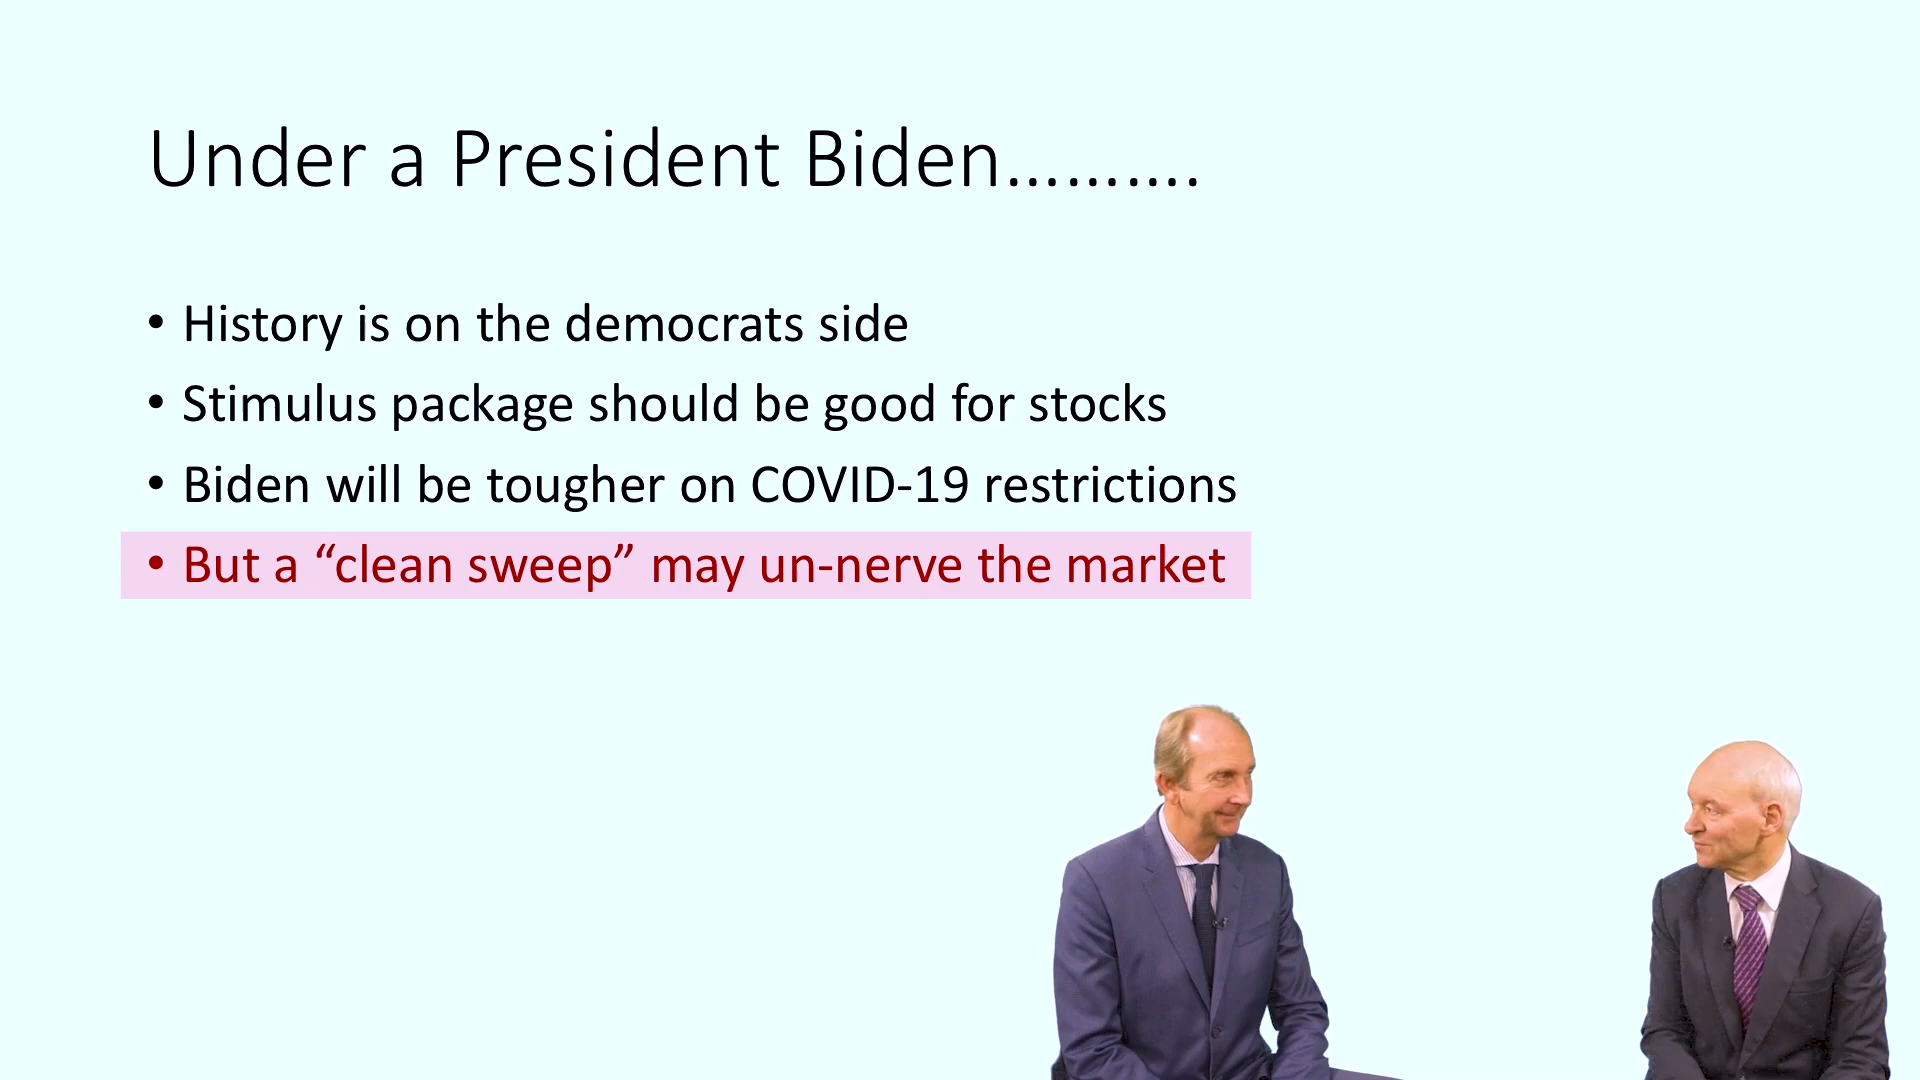 Under a President Biden……….
• History is on the democrats side
• Stimulus package should be good for stocks
• Biden will be tougher on COVID-19 restrictions
• But a “clean sweep” may un-nerve the market